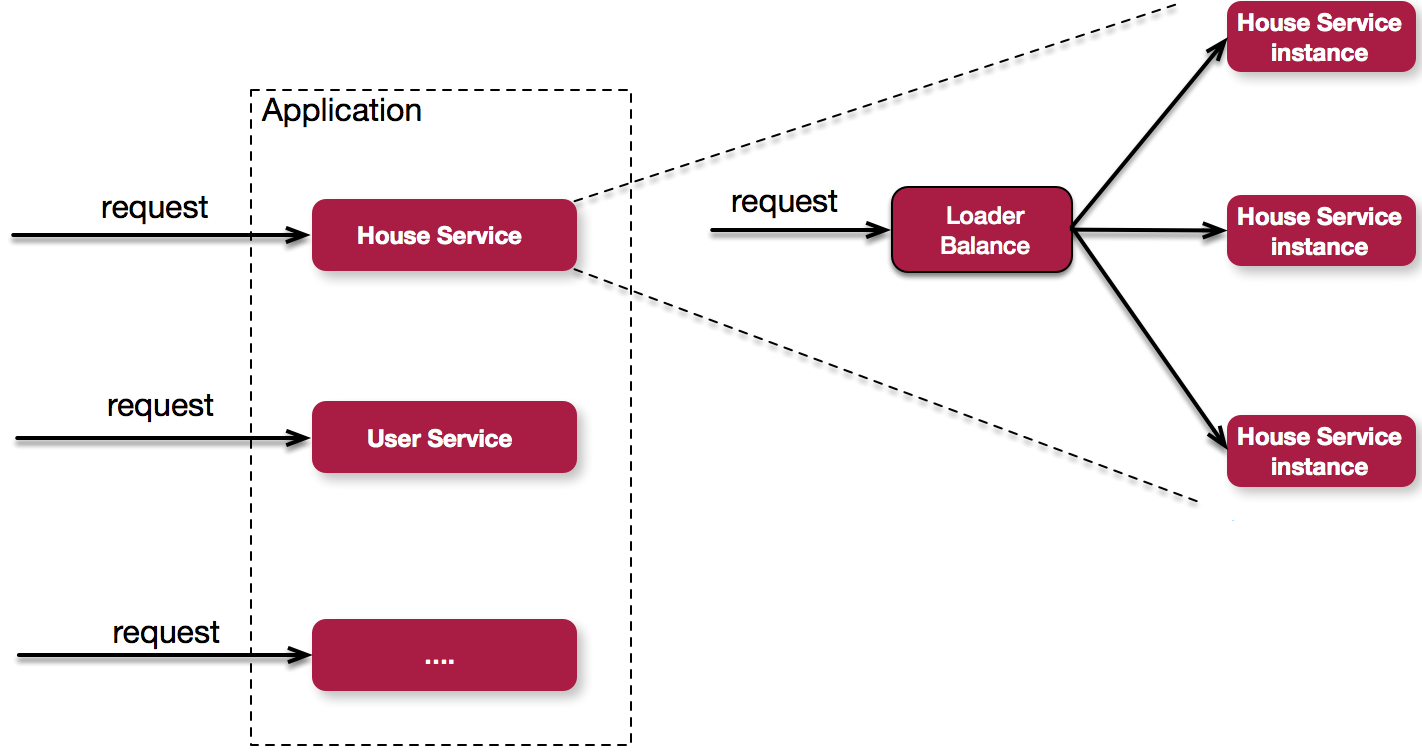 Application
request
House Service
request
User Service
request
....
request
Loader
Balance
House Service
instance
House Service
instance
House Service
instance